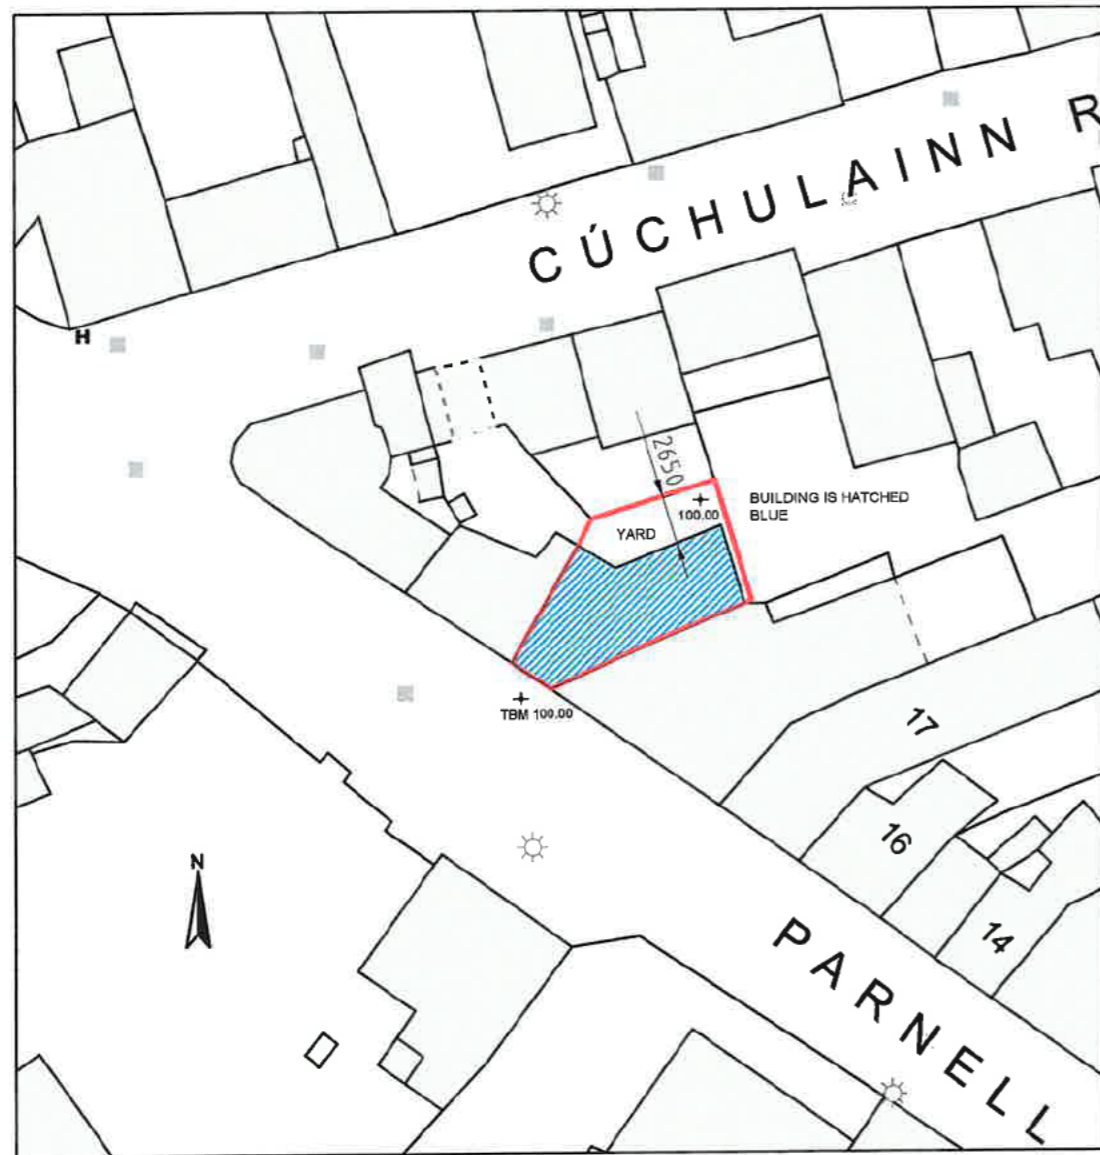 CÚCHULAINN R
H
2650
100.00
YARD
BUILDING IS HATCHED
BLUE
TBM 100.00
17
16
14
N
PARNELL